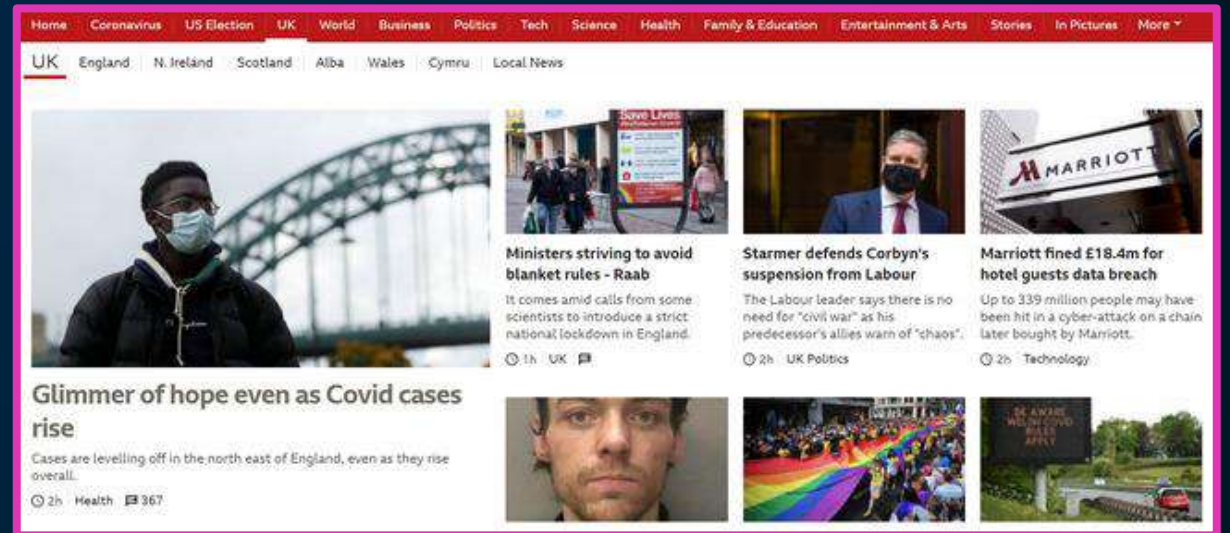 Home Coronavirus US Election UK World Business Politics Tech Science Health Family & Education Entertainment & Arts Stories In Pictures More
UK England N. Ireland Scotland Alba Wales Cymru Local News
Save Lives
MARRIOTT
Glimmer of hope even as Covid cases
rise
Cases are levelling off in the north east of England, even as they rise
overall.
2h Health 367
Ministers striving to avoid
blanket rules - Raab
It comes amid calls from some
scientists to introduce a strict
national lockdown in England.
1h UK
Starmer defends Corbyn's
suspension from Labour
The Labour leader says there is no
need for "civil war" as his
predecessor's allies warn of "chaos".
2h UK Politics
Marriott fined £18.4m for
hotel guests data breach
Up to 339 million people may have
been hit in a cyber-attack on a chain
later bought by Marriott.
2h Technology
BE AWARE
WELSH COVID
RULES
APPLY